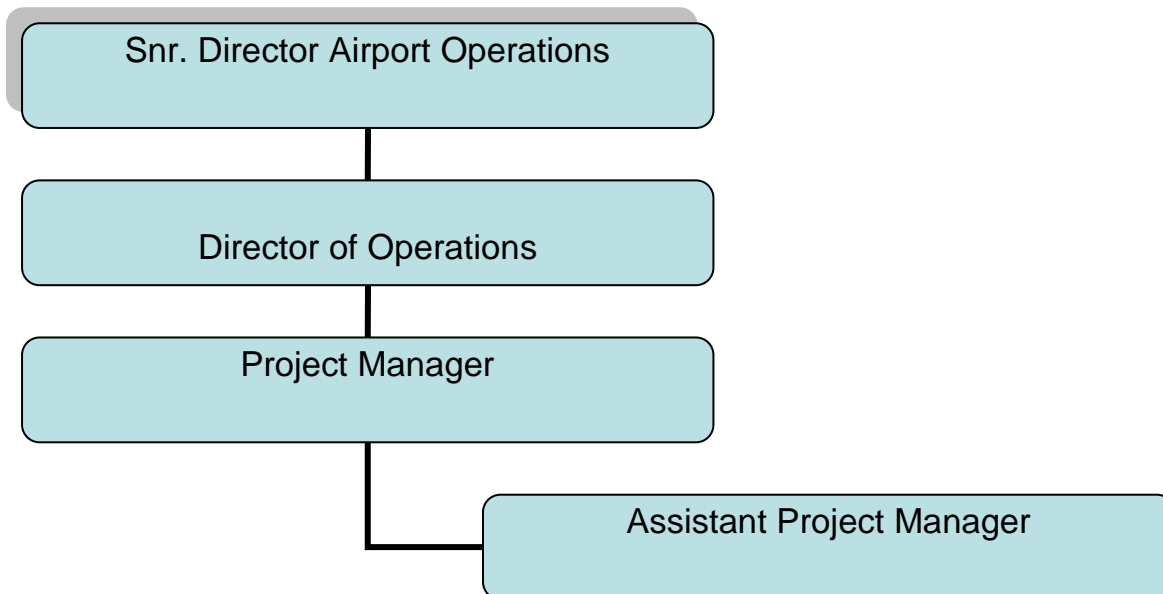 Snr. Director Airport Operations
Director of Operations
Project Manager
Assistant Project Manager